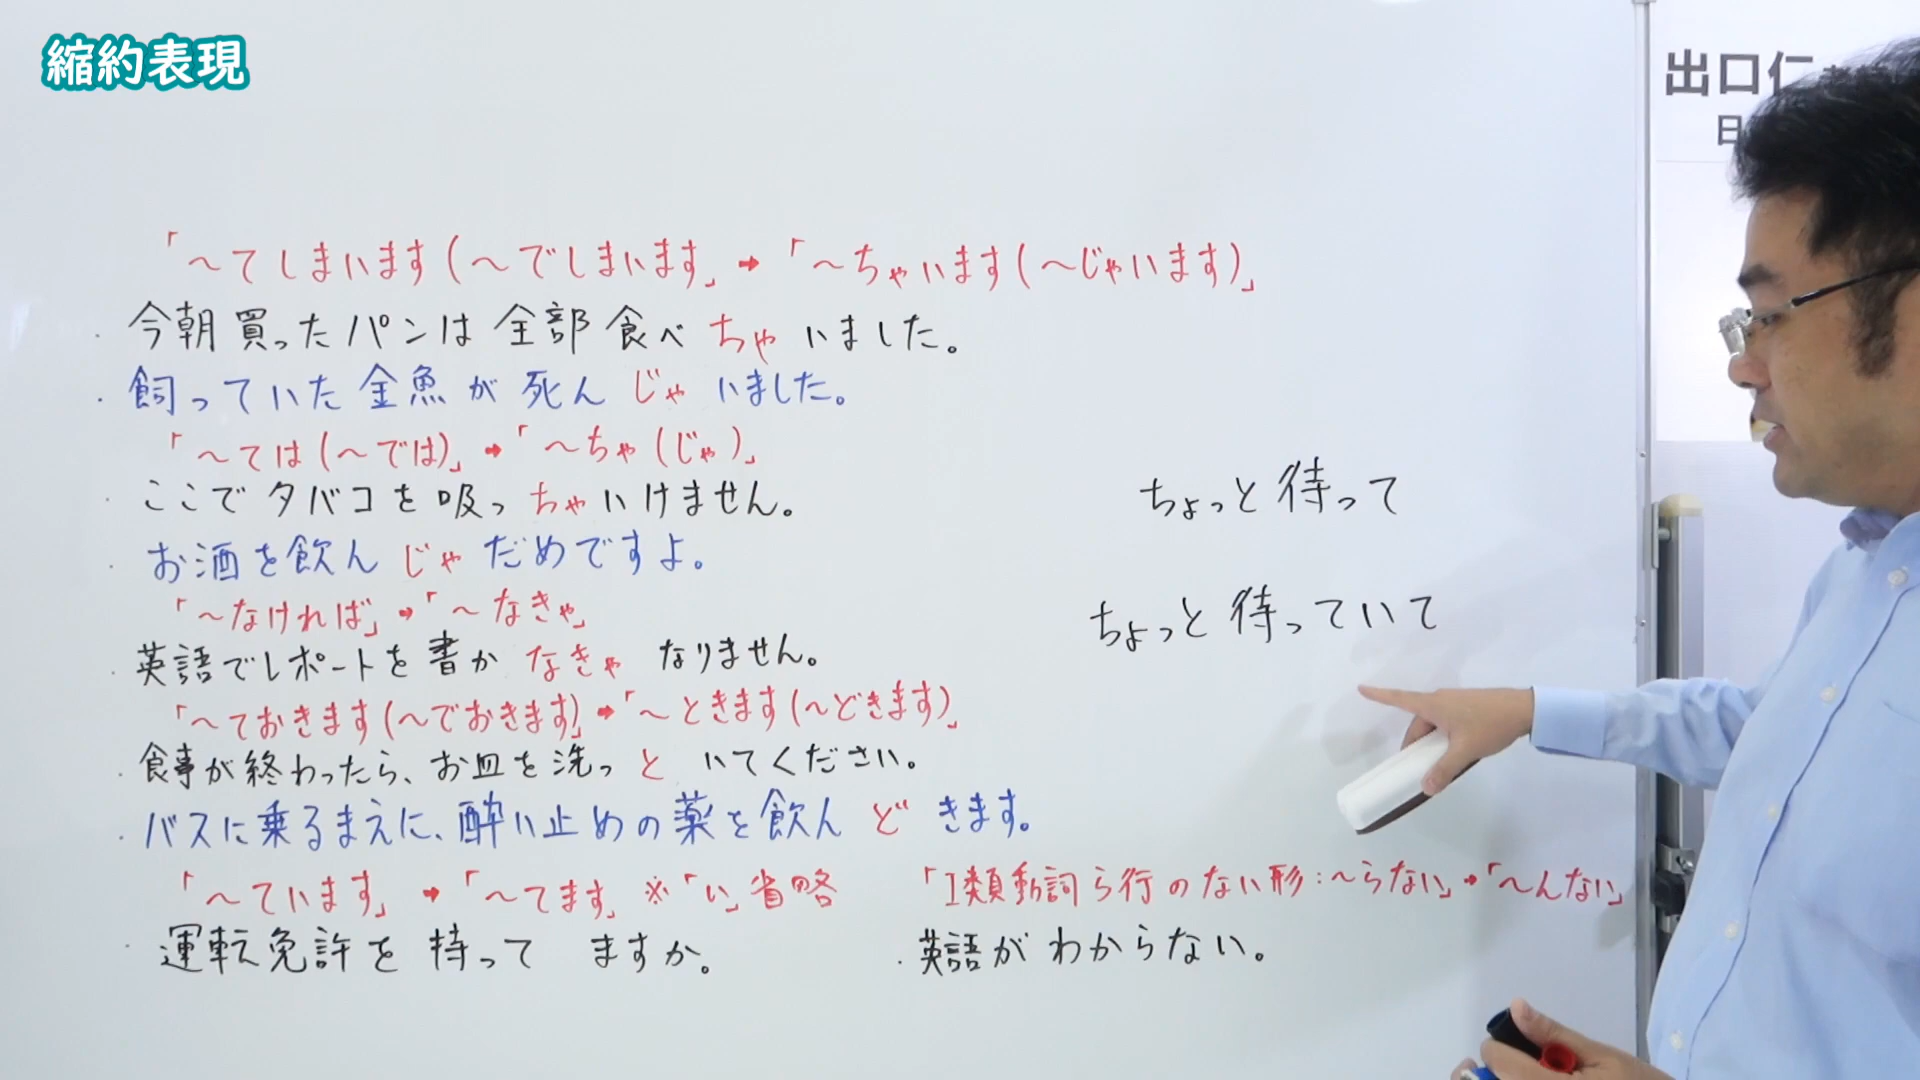 縮約表現
出口仁
日
「～てしまいます(～でしまいます」→「～ちゃいます(～じゃいます)」
・今朝買ったパンは全部食べちゃいました。
・飼っていた金魚が死んじゃいました。
「～ては(～では)」→「～ちゃ(じゃ)」
・ここでタバコを吸っちゃいけません。
・お酒を飲んじゃだめですよ。
「～なければ」→「～なきゃ」
・英語でレポートを書かなきゃなりません。
「～ておきます(～でおきます)」→「～ときます(～どきます)」
・食事が終わったら、お皿を洗っといてください。
・バスに乗るまえに、酔い止めの薬を飲んどきます。
「～ています」→「～てます」※「い」省略
・運転免許を持って ますか。
ちょっと待って
ちょっと待っていて
「I類動詞ら行のない形:～らない」→「～んない」
・英語がわからない。